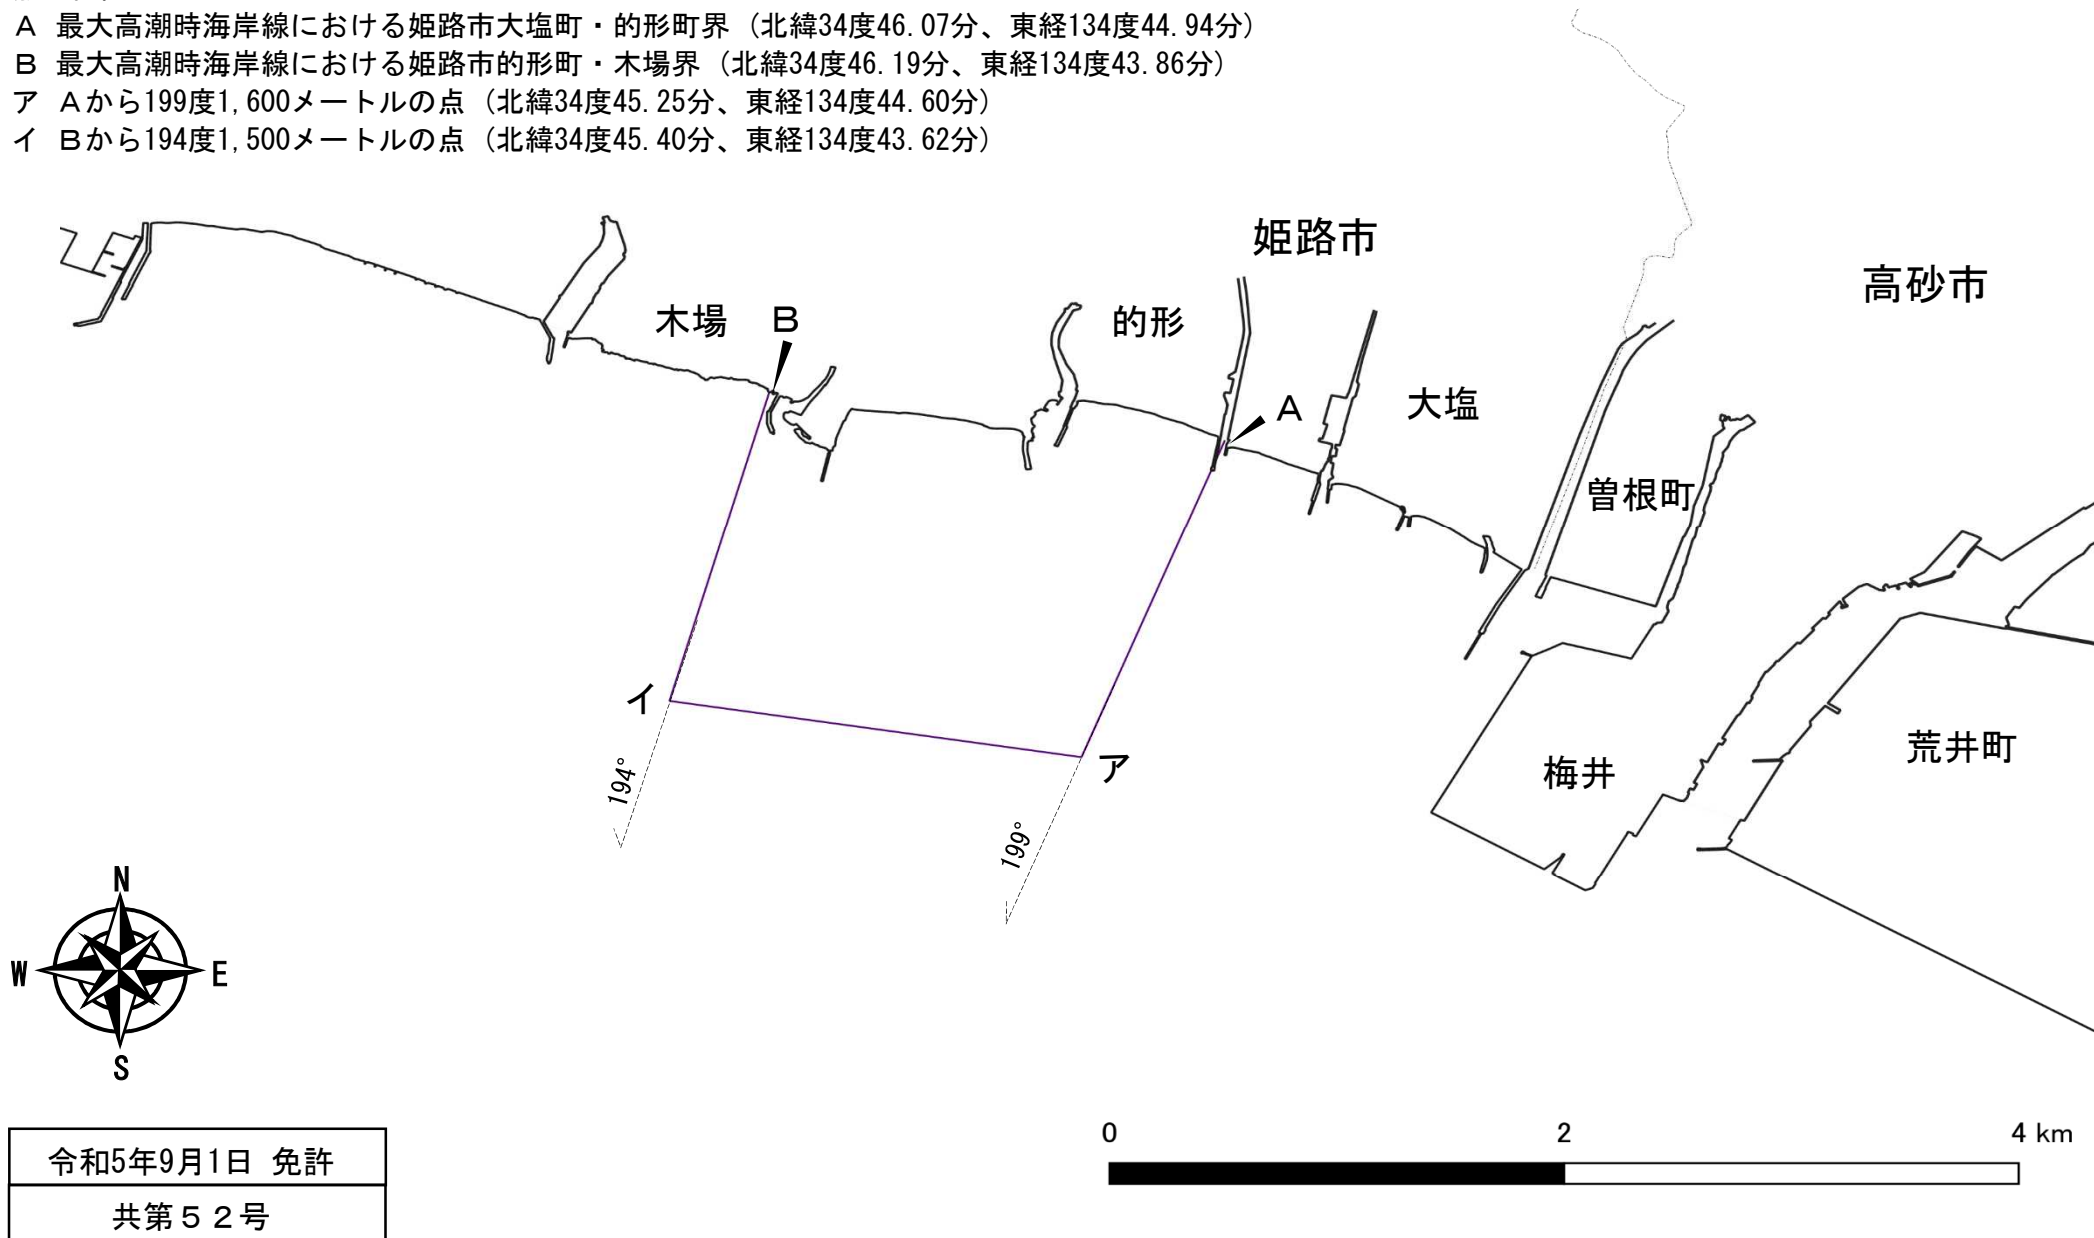 A 最大高潮時海岸線における姫路市大塩町・的形町界（北緯34度46.07分、東経134度44.94分）
B 最大高潮時海岸線における姫路市的形町・木場界（北緯34度46.19分、東経134度43.86分）
ア Aから199度1,600メートルの点（北緯34度45.25分、東経134度44.60分）
イ Bから194度1,500メートルの点（北緯34度45.40分、東経134度43.62分）
姫路市
高砂市
木場
B
的形
A
大塩
曽根町
イ
ア
194°
199°
梅井
荒井町
N
W
E
S
0
2
4 km
令和5年9月1日 免許
共第５２号